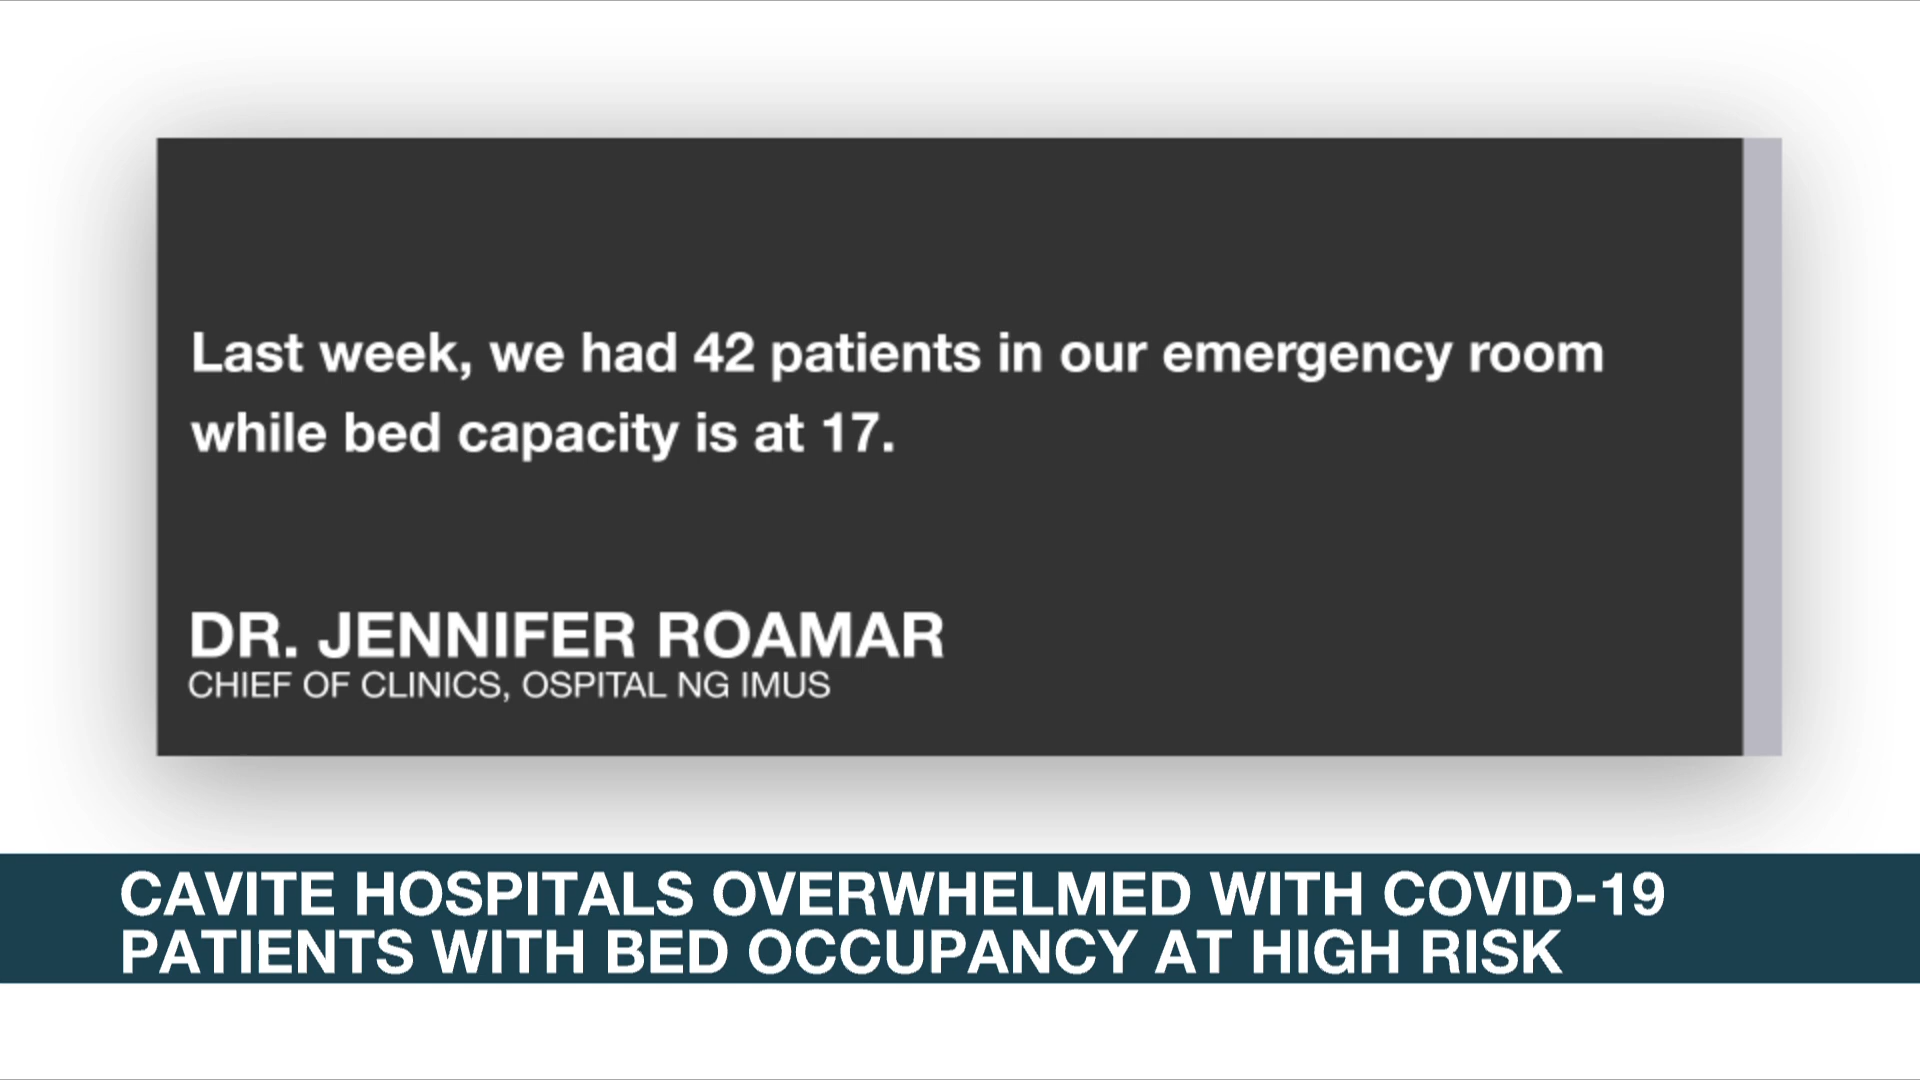 Last week, we had 42 patients in our emergency room
while bed capacity is at 17.
DR. JENNIFER ROAMAR
CHIEF OF CLINICS, OSPITAL NG IMUS
CAVITE HOSPITALS OVERWHELMED WITH COVID-19
PATIENTS WITH BED OCCUPANCY AT HIGH RISK